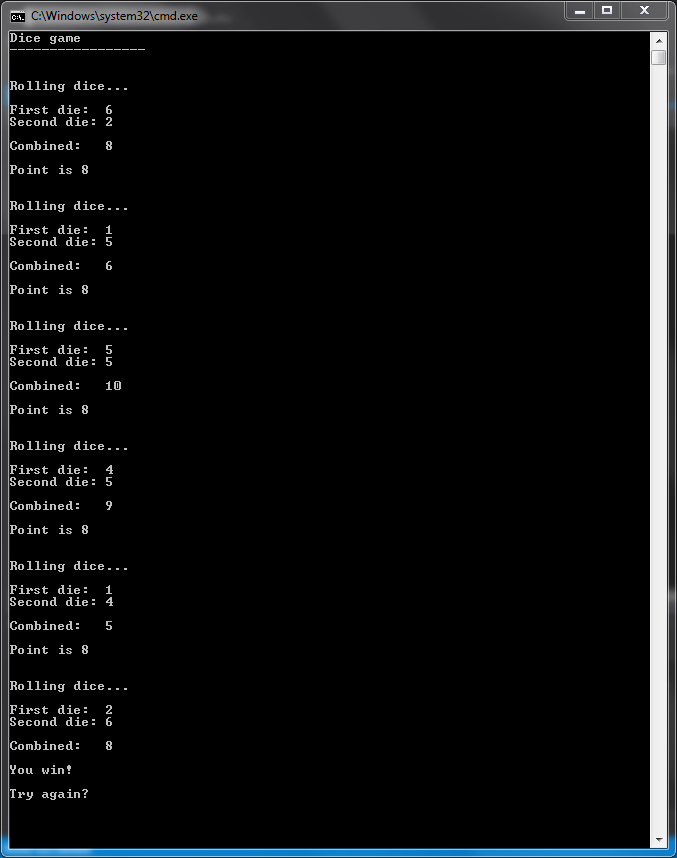 C:\Windows\system32\cmd.exe
Dice game
-----------------
Rolling dice...
First die:  6
Second die: 2
Combined:   8
Point is 8
Rolling dice...
First die:  1
Second die: 5
Combined:   6
Point is 8
Rolling dice...
First die:  5
Second die: 5
Combined:   10
Point is 8
Rolling dice...
First die:  4
Second die: 5
Combined:   9
Point is 8
Rolling dice...
First die:  1
Second die: 4
Combined:   5
Point is 8
Rolling dice...
First die:  2
Second die: 6
Combined:   8
You win!
Try again?